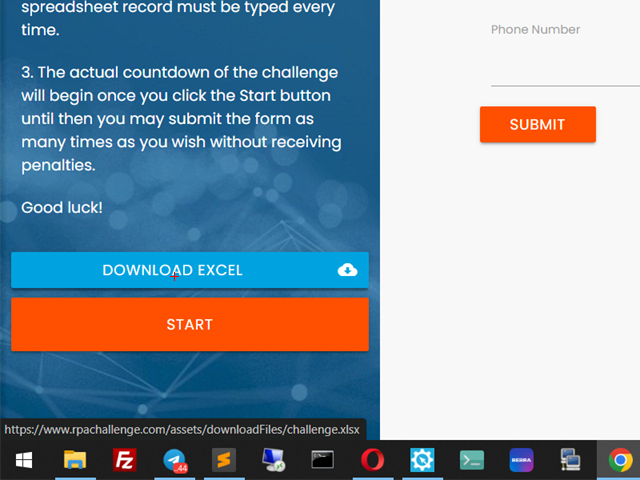 spreadsheet record must be typed every
time.
3. The actual countdown of the challenge
will begin once you click the Start button
until then you may submit the form as
many times as you wish without receiving
penalties.
Good luck!
DOWNLOAD EXCEL
START
Phone Number
SUBMIT
https://www.rpachallenge.com/assets/downloadFiles/challenge.xlsx
Fz
.44
S